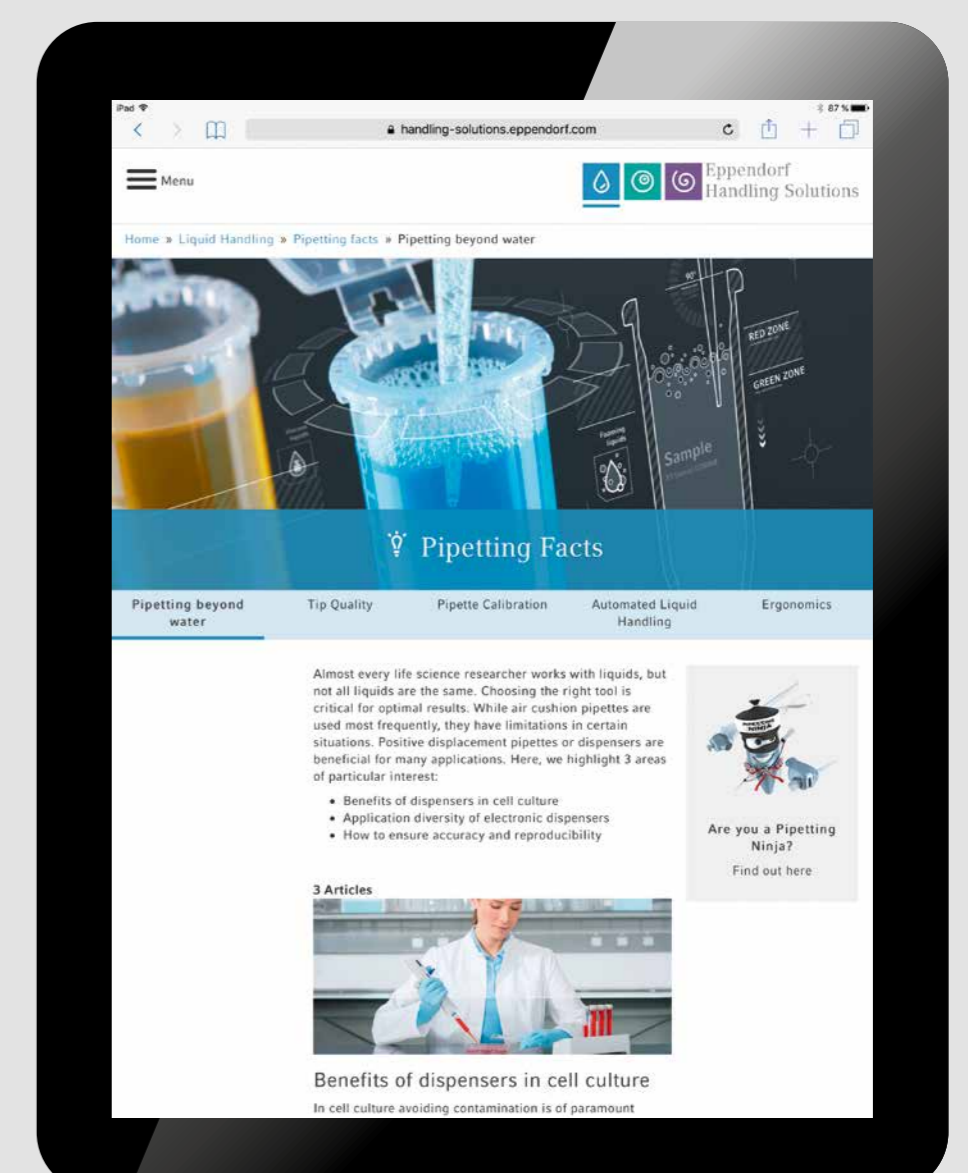 iPad
87 %
handling-solutions.eppendorf.com
Menu
Eppendorf
Handling Solutions
Home » Liquid Handling » Pipetting facts » Pipetting beyond water
90°
RED ZONE
GREEN ZONE
Foaming
liquids
liquids
Sample
Pipetting Facts
Pipetting beyond
water
Tip Quality
Pipette Calibration
Automated Liquid
Handling
Ergonomics
Almost every life science researcher works with liquids, but
not all liquids are the same. Choosing the right tool is
critical for optimal results. While air cushion pipettes are
used most frequently, they have limitations in certain
situations. Positive displacement pipettes or dispensers are
beneficial for many applications. Here, we highlight 3 areas
of particular interest:
• Benefits of dispensers in cell culture
• Application diversity of electronic dispensers
• How to ensure accuracy and reproducibility
PIPETTING
NINJA
Are you a Pipetting
Ninja?
Find out here
3 Articles
Benefits of dispensers in cell culture
In cell culture avoiding contamination is of paramount